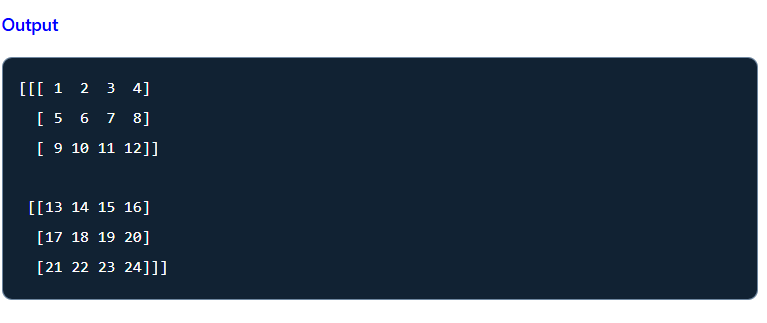 Output
[[[ 1  2  3  4]
  [ 5  6  7  8]
  [ 9 10 11 12]]
 [[13 14 15 16]
  [17 18 19 20]
  [21 22 23 24]]]